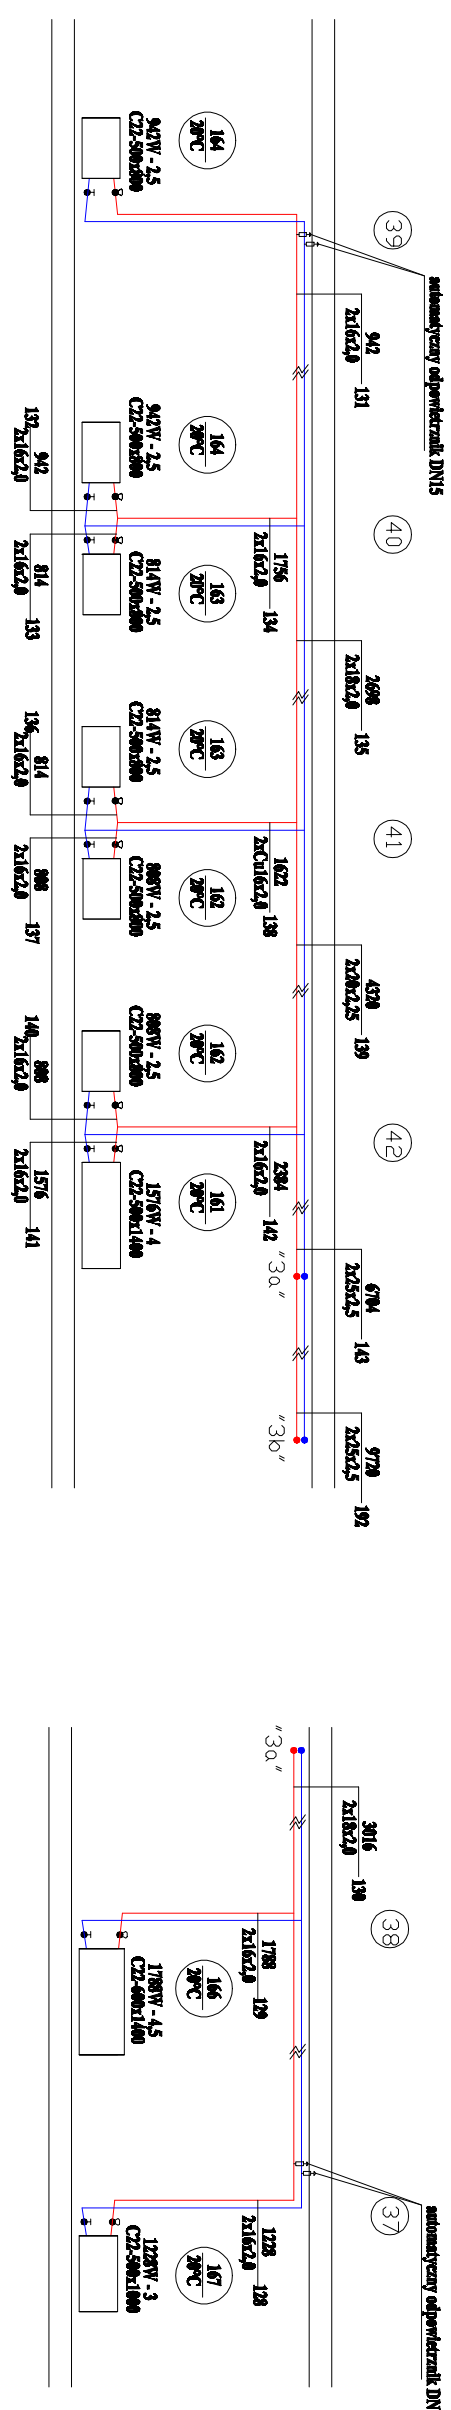 39
automatyczny odpowietrznik DN15
164
20°C
942W - 2,5
C22-500x800
942
2x16x2,0
131
164
20°C
942W - 2,5
C22-500x800
942
2x16x2,0
132
40
163
20°C
814W - 2,5
C22-500x800
814
2x16x2,0
133
1756
2x16x2,0
134
2698
2x18x2,0
135
163
20°C
814W - 2,5
C22-500x800
814
2x16x2,0
136
41
162
20°C
808W - 2,5
C22-500x800
808
2x16x2,0
137
1622
2xCu16x2,0
138
4320
2x20x2,25
139
162
20°C
808W - 2,5
C22-500x800
808
2x16x2,0
140
42
161
20°C
1576W - 4
C22-500x1400
1576
2x16x2,0
141
2384
2x16x2,0
142
6704
2x25x2,5
143
"3a"
9720
2x25x2,5
192
"3b"
"3a"
3016
2x18x2,0
130
38
1788
2x16x2,0
129
166
20°C
1788W - 4,5
C22-600x1400
37
automatyczny odpowietrznik DN
1228
2x16x2,0
128
167
20°C
1228W - 3
C22-500x1000